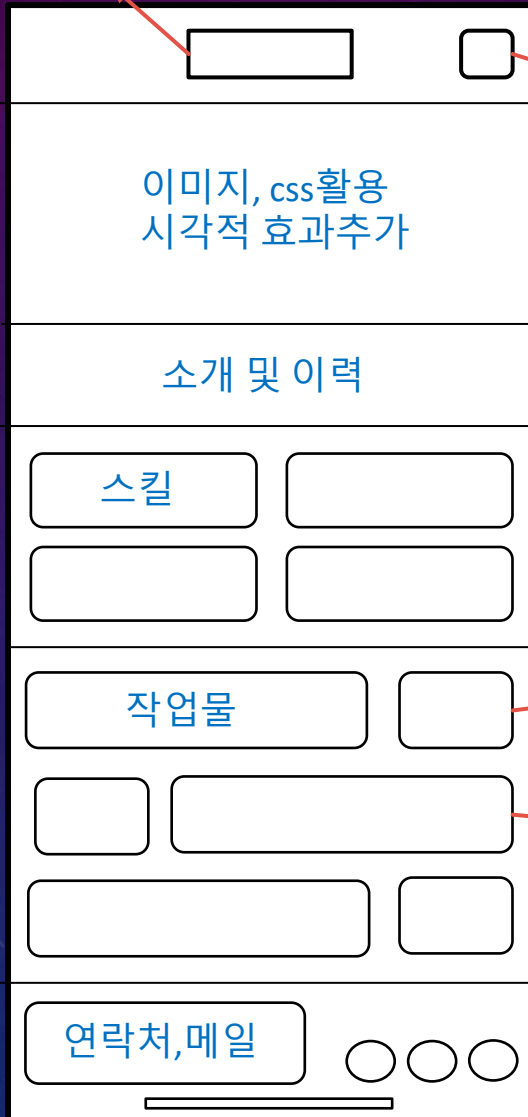 이미지, css활용
시각적 효과추가
소개 및 이력
스킬
작업물
연락처,메일